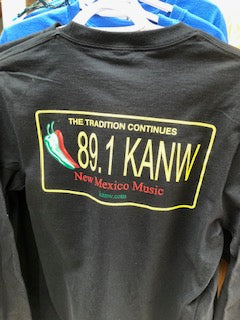 THE TRADITION CONTINUES
89.1 KANW
New Mexico Music
kanw.com